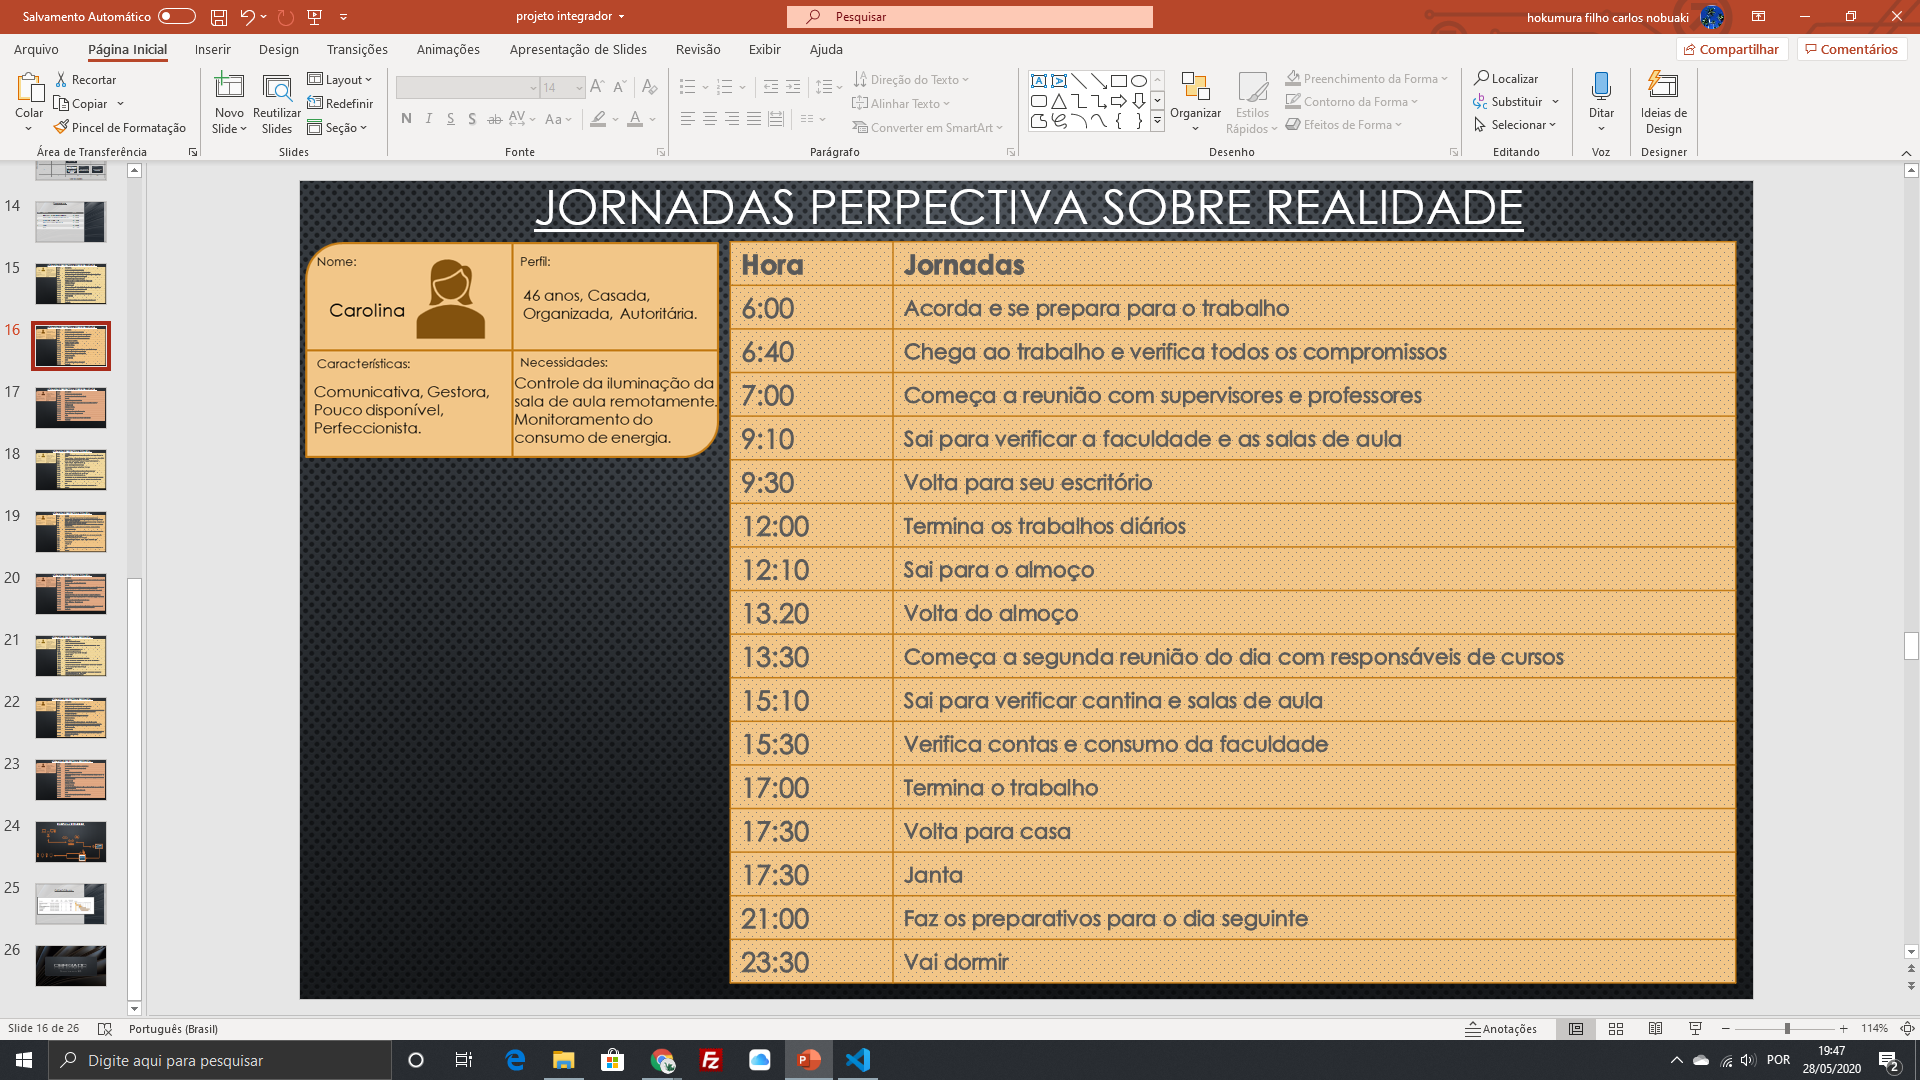 Salvamento Automático
projeto integrador
Pesquisar
hokumura filho carlos nobuaki
Arquivo
Página Inicial
Inserir
Design
Transições
Animações
Apresentação de Slides
Revisão
Exibir
Ajuda
Compartilhar
Comentários
Colar
Recortar
Copiar
Pincel de Formatação
Área de Transferência
Novo Slide
Reutilizar Slides
Layout
Redefinir
Seção
Slides
14
N I S S ab AV Aa A
Fonte
Direção do Texto
Alinhar Texto
Converter em SmartArt
Parágrafo
Organizar
Estilos Rápidos
Preenchimento da Forma
Contorno da Forma
Efeitos de Forma
Desenho
Localizar
Substituir
Selecionar
Editando
Ditar
Voz
Ideias de Design
Designer
14
15
16
17
18
19
20
21
22
23
24
25
26
JORNADAS PERPECTIVA SOBRE REALIDADE
Nome:
Carolina
Perfil:
46 anos, Casada,
Organizada, Autoritária.
Características:
Comunicativa, Gestora,
Pouco disponível,
Perfeccionista.
Necessidades:
Controle da iluminação da
sala de aula remotamente.
Monitoramento do
consumo de energia.
Hora Jornadas
6:00 Acorda e se prepara para o trabalho
6:40 Chega ao trabalho e verifica todos os compromissos
7:00 Começa a reunião com supervisores e professores
9:10 Sai para verificar a faculdade e as salas de aula
9:30 Volta para seu escritório
12:00 Termina os trabalhos diários
12:10 Sai para o almoço
13.20 Volta do almoço
13:30 Começa a segunda reunião do dia com responsáveis de cursos
15:10 Sai para verificar cantina e salas de aula
15:30 Verifica contas e consumo da faculdade
17:00 Termina o trabalho
17:30 Volta para casa
17:30 Janta
21:00 Faz os preparativos para o dia seguinte
23:30 Vai dormir
Slide 16 de 26
Português (Brasil)
Anotações
114%
Digite aqui para pesquisar
POR
19:47
28/05/2020
2